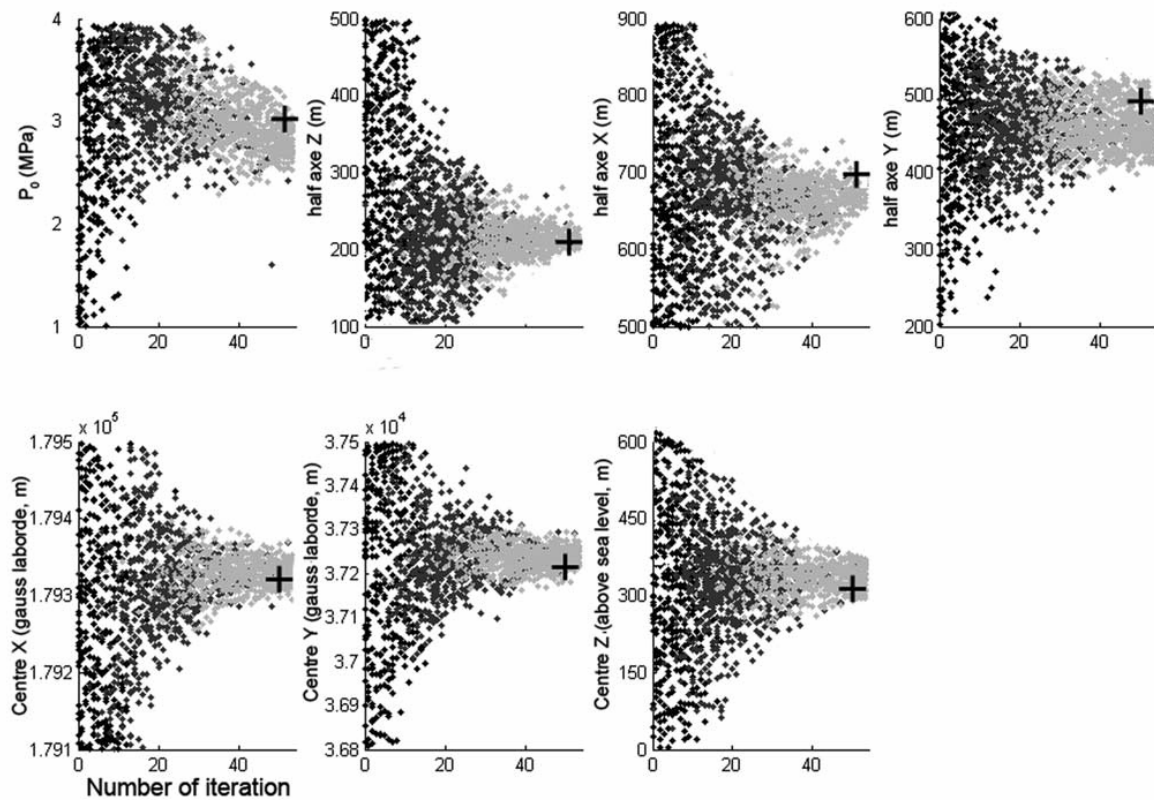 4
3
2
1
P₀ (MPa)
0 20 40
500
400
300
200
100
half axe Z (m)
0 20 40
900
800
700
600
500
half axe X (m)
0 20 40
600
500
400
300
200
half axe Y (m)
0 20 40
x 10⁵
1.795
1.794
1.793
1.792
1.791
Centre X (gauss laborde, m)
0 20 40
x 10⁴
3.75
3.74
3.73
3.72
3.71
3.7
3.69
3.68
Centre Y (gauss laborde, m)
0 20 40
600
450
300
150
0
Centre Z (above sea level, m)
0 20 40
Number of iteration